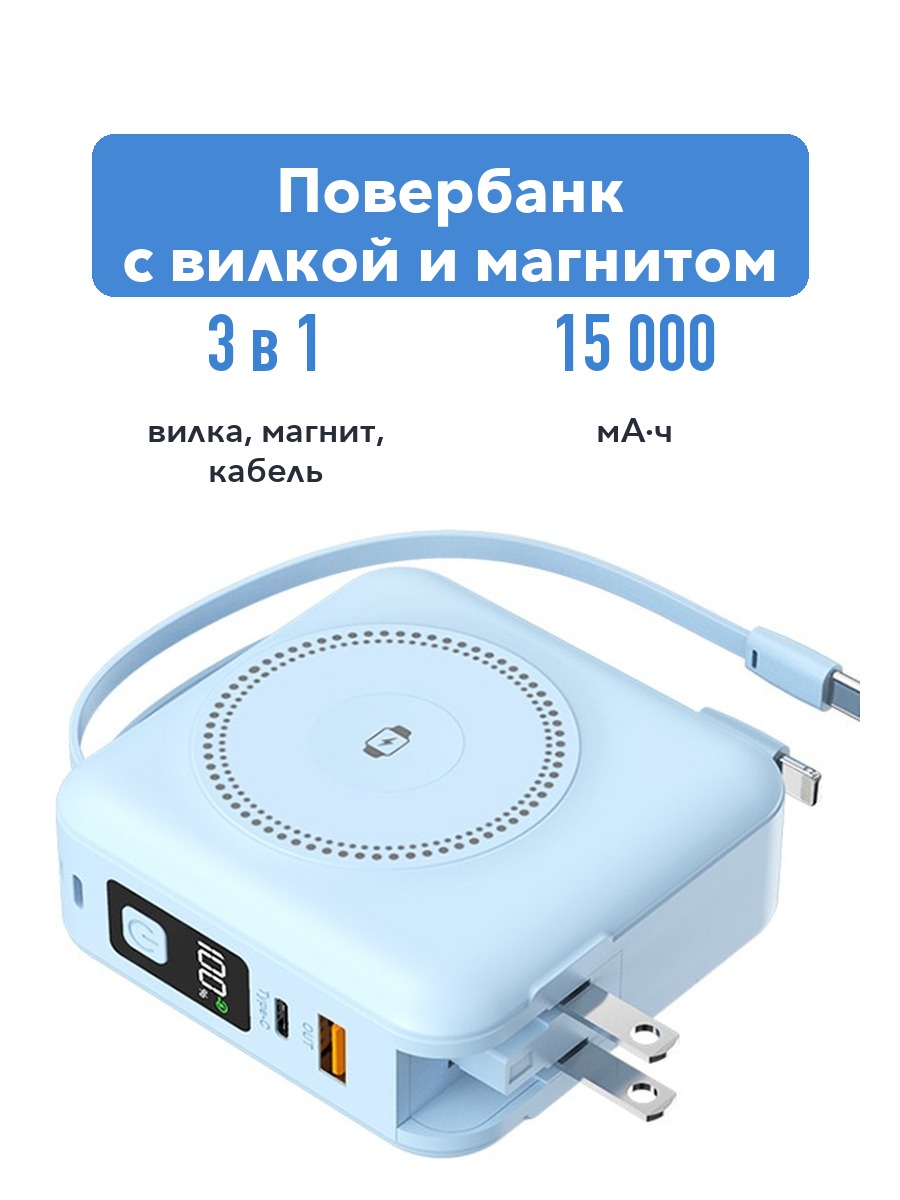 Повербанк
с вилкой и магнитом
3 в 1
15 000
вилка, магнит,
кабель
мА·ч
100%
Type-C
OUT